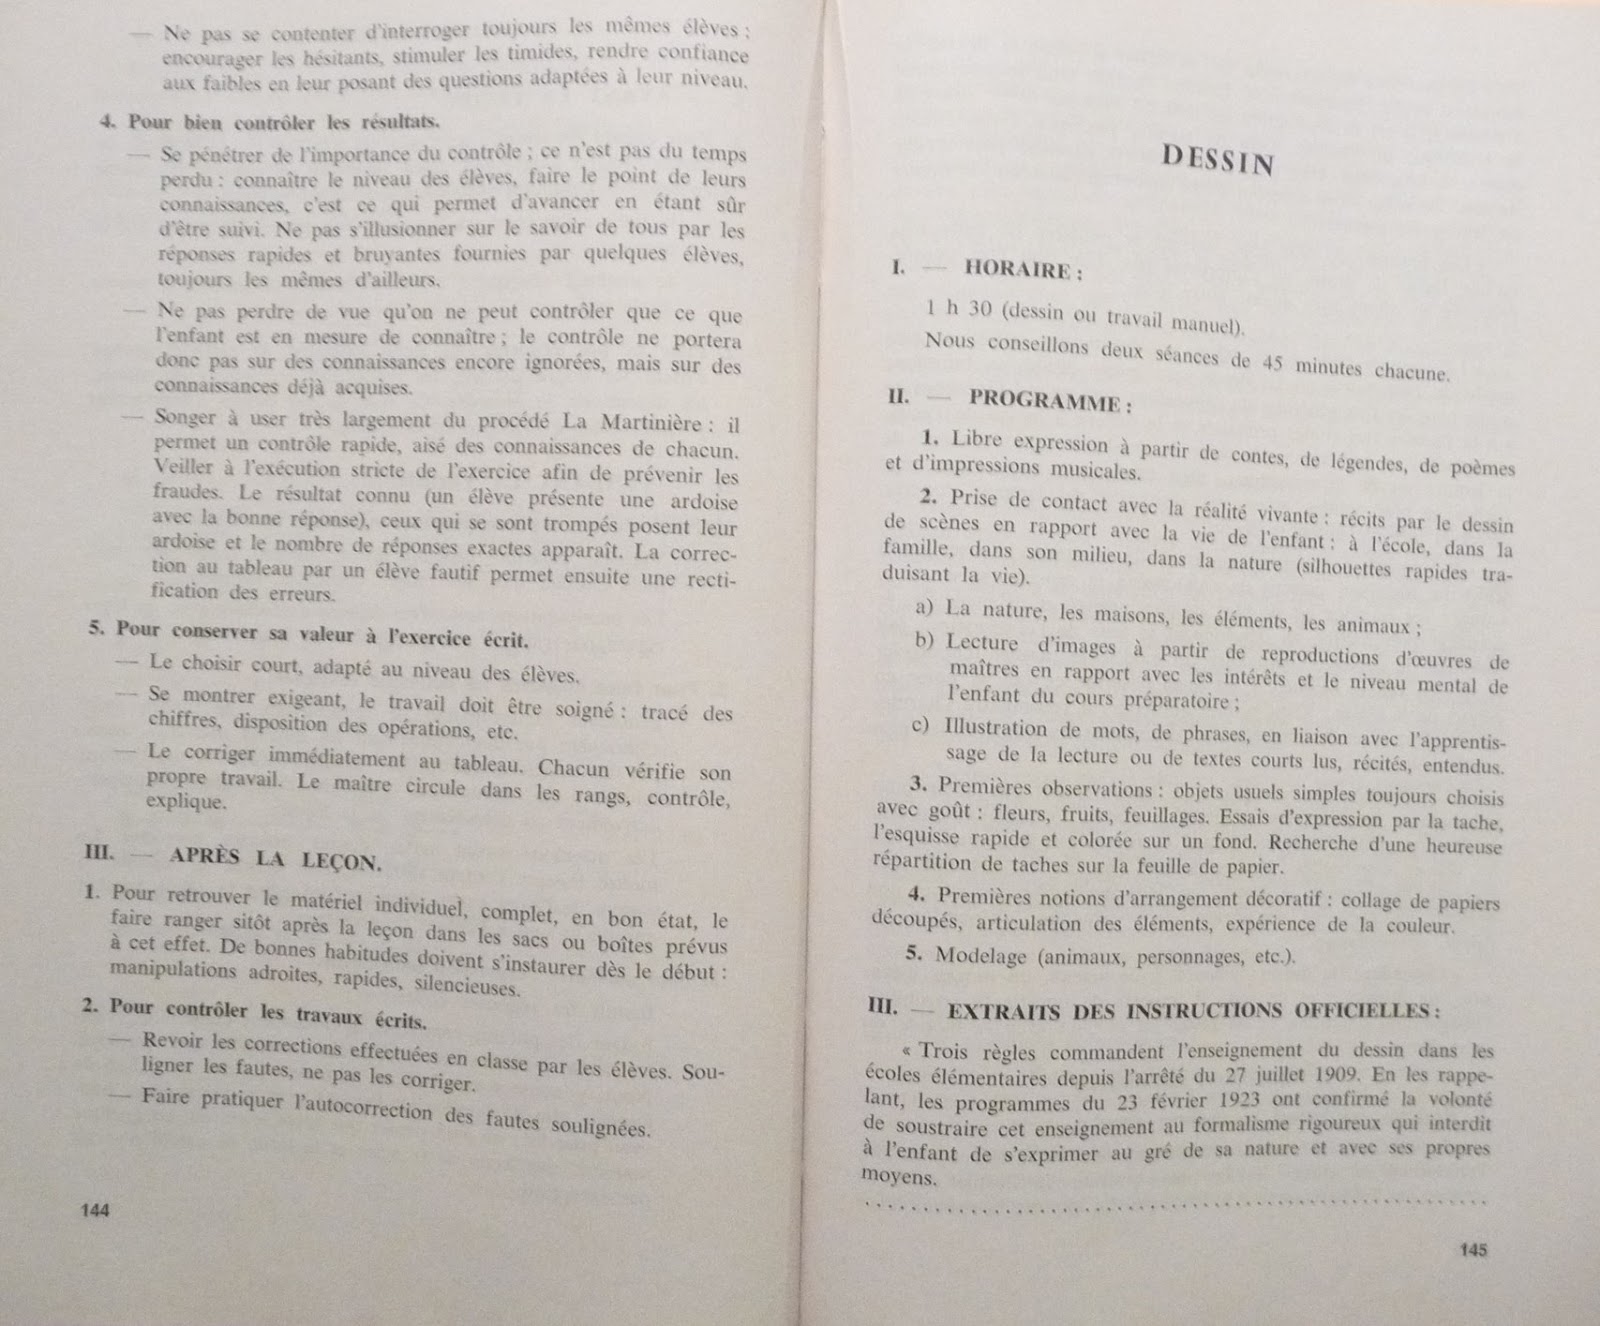 — Ne pas se contenter d'interroger toujours les mêmes élèves ;
encourager les hésitants, stimuler les timides, rendre confiance
aux faibles en leur posant des questions adaptées à leur niveau.
4. Pour bien contrôler les résultats.
— Se pénétrer de l'importance du contrôle ; ce n'est pas du temps
perdu : connaître le niveau des élèves, faire le point de leurs
connaissances, c'est ce qui permet d'avancer en étant sûr
d'être suivi. Ne pas s'illusionner sur le savoir de tous par les
réponses rapides et bruyantes fournies par quelques élèves,
toujours les mêmes d'ailleurs.
— Ne pas perdre de vue qu'on ne peut contrôler que ce que
l'enfant est en mesure de connaître ; le contrôle ne portera
donc pas sur des connaissances encore ignorées, mais sur des
connaissances déjà acquises.
— Songer à user très largement du procédé La Martinière : il
permet un contrôle rapide, aisé des connaissances de chacun.
Veiller à l'exécution stricte de l'exercice afin de prévenir les
fraudes. Le résultat connu (un élève présente une ardoise
avec la bonne réponse), ceux qui se sont trompés posent leur
ardoise et le nombre de réponses exactes apparaît. La correc-
tion au tableau par un élève fautif permet ensuite une recti-
fication des erreurs.
5. Pour conserver sa valeur à l'exercice écrit.
— Le choisir court, adapté au niveau des élèves.
— Se montrer exigeant, le travail doit être soigné : tracé des
chiffres, disposition des opérations, etc.
— Le corriger immédiatement au tableau. Chacun vérifie son
propre travail. Le maître circule dans les rangs, contrôle,
explique.
III. — APRÈS LA LEÇON.
1. Pour retrouver le matériel individuel, complet, en bon état, le
faire ranger sitôt après la leçon dans les sacs ou boîtes prévus
à cet effet. De bonnes habitudes doivent s'instaurer dès le début :
manipulations adroites, rapides, silencieuses.
2. Pour contrôler les travaux écrits.
— Revoir les corrections effectuées en classe par les élèves. Sou-
ligner les fautes, ne pas les corriger.
— Faire pratiquer l'autocorrection des fautes soulignées.
144
DESSIN
I. — HORAIRE :
1 h 30 (dessin ou travail manuel).
Nous conseillons deux séances de 45 minutes chacune.
II. — PROGRAMME :
1. Libre expression à partir de contes, de légendes, de poèmes
et d'impressions musicales.
2. Prise de contact avec la réalité vivante : récits par le dessin
de scènes en rapport avec la vie de l'enfant : à l'école, dans la
famille, dans son milieu, dans la nature (silhouettes rapides tra-
duisant la vie).
a) La nature, les maisons, les éléments, les animaux ;
b) Lecture d'images à partir de reproductions d'œuvres de
maîtres en rapport avec les intérêts et le niveau mental de
l'enfant du cours préparatoire ;
c) Illustration de mots, de phrases, en liaison avec l'apprentis-
sage de la lecture ou de textes courts lus, récités, entendus.
3. Premières observations : objets usuels simples toujours choisis
avec goût : fleurs, fruits, feuillages. Essais d'expression par la tache,
l'esquisse rapide et colorée sur un fond. Recherche d'une heureuse
répartition de taches sur la feuille de papier.
4. Premières notions d'arrangement décoratif : collage de papiers
découpés, articulation des éléments, expérience de la couleur.
5. Modelage (animaux, personnages, etc.).
III. — EXTRAITS DES INSTRUCTIONS OFFICIELLES :
« Trois règles commandent l'enseignement du dessin dans les
écoles élémentaires depuis l'arrêté du 27 juillet 1909. En les rappe-
lant, les programmes du 23 février 1923 ont confirmé la volonté
de soustraire cet enseignement au formalisme rigoureux qui interdit
à l'enfant de s'exprimer au gré de sa nature et avec ses propres
moyens.
. . . . . . . . . . . . . . . . . . . . . . . . . . . . . . . . . . . . . . . . . .
145